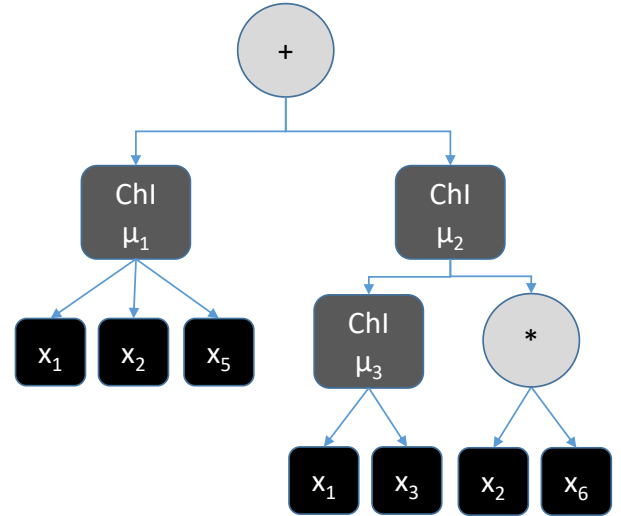 +
ChI
μ₁
ChI
μ₂
x₁ x₂ x₅
ChI
μ₃
*
x₁ x₃ x₂ x₆